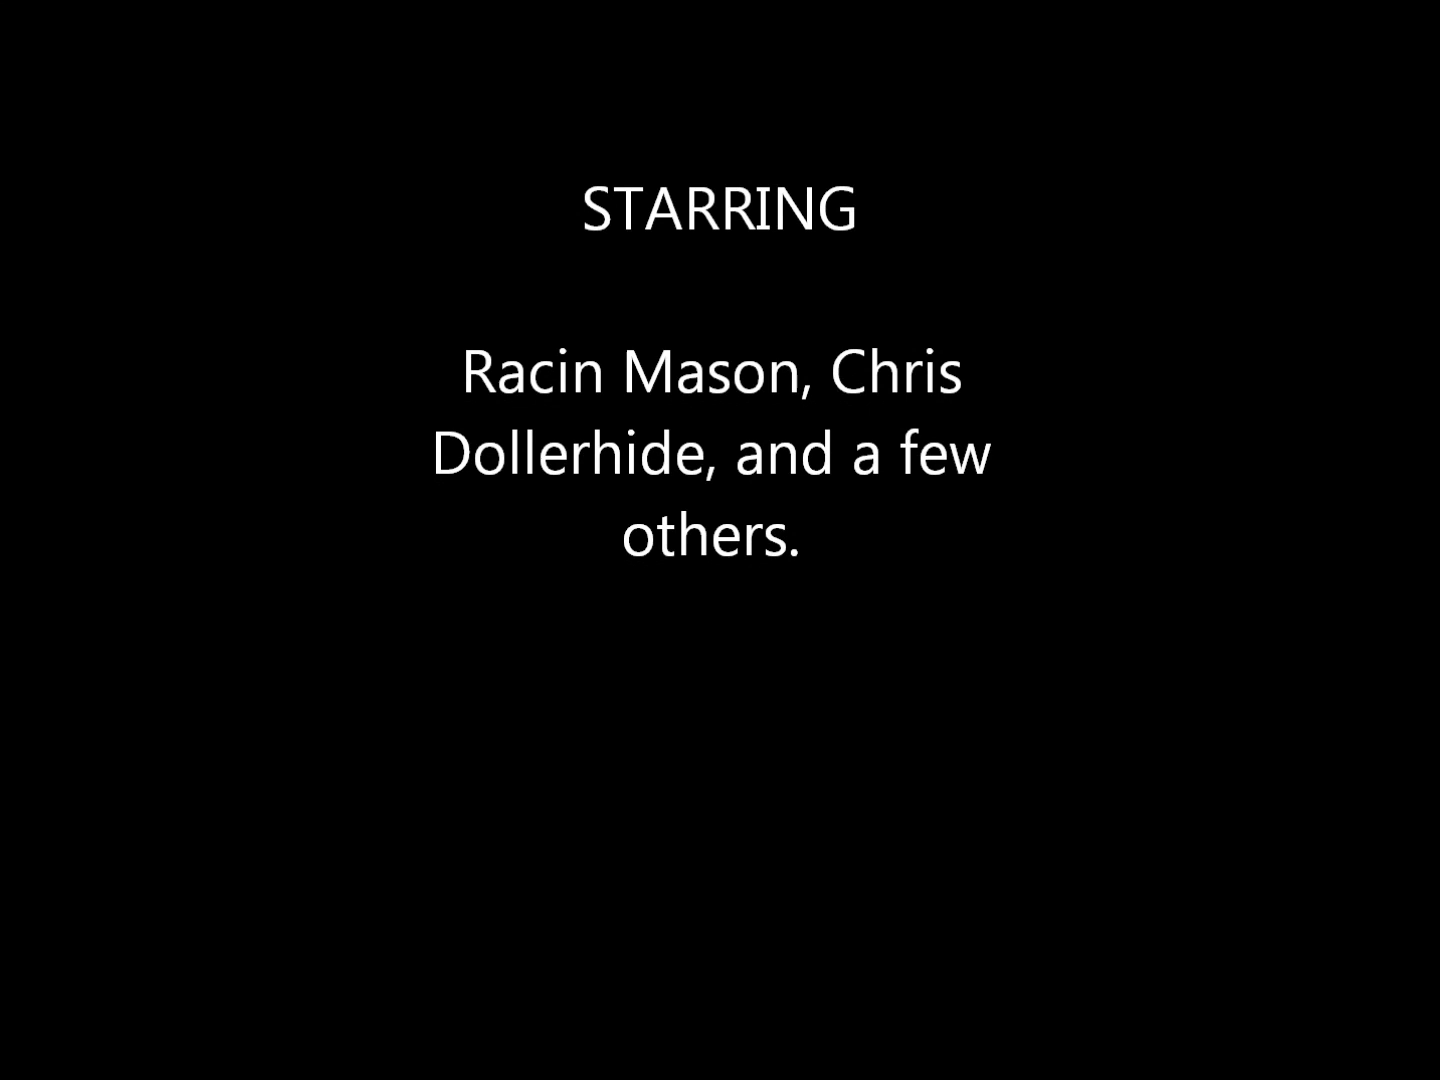 STARRING
Racin Mason, Chris
Dollerhide, and a few
others.